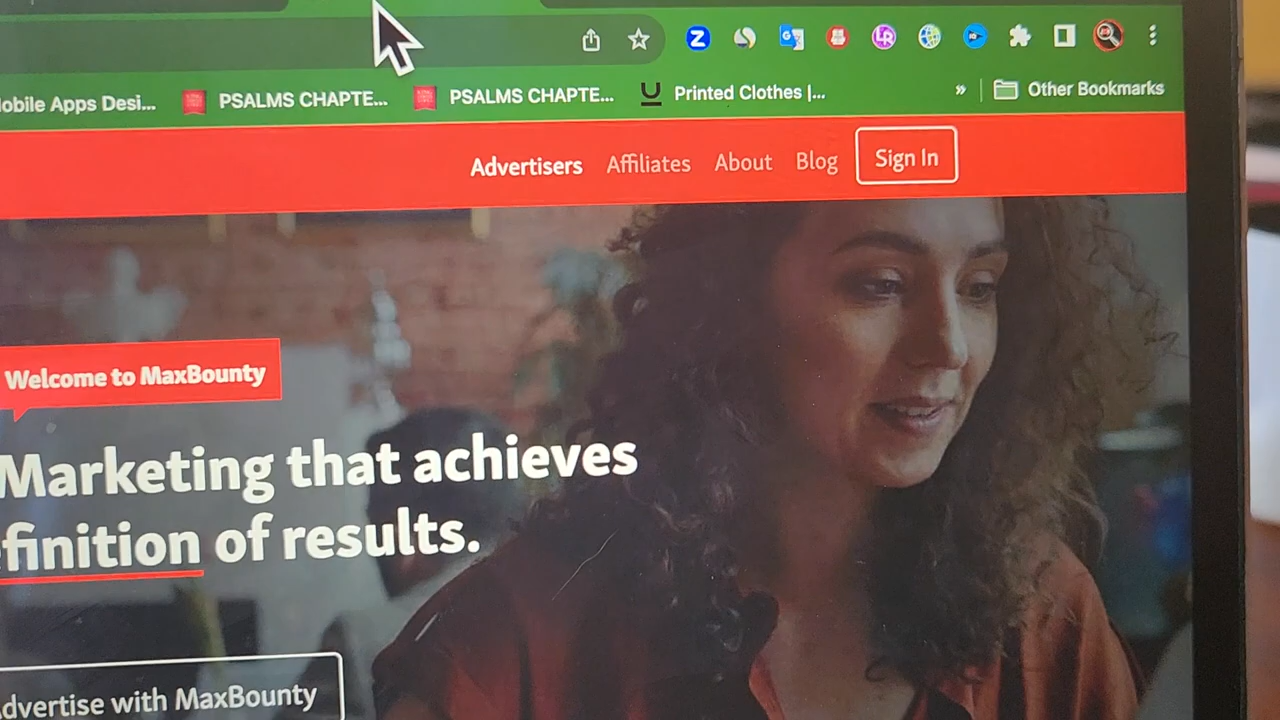 obile Apps Desi...
PSALMS CHAPTE...
PSALMS CHAPTE...
Printed Clothes |...
»
Other Bookmarks
Advertisers
Affiliates
About
Blog
Sign In
Welcome to MaxBounty
Marketing that achieves
finition of results.
dvertise with MaxBounty